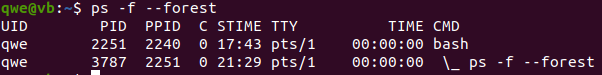 qwe@vb:~$ ps -f --forest
UID          PID    PPID  C STIME TTY          TIME CMD
qwe         2251    2240  0 17:43 pts/1    00:00:00 bash
qwe         3787    2251  0 21:29 pts/1    00:00:00  \_ ps -f --forest